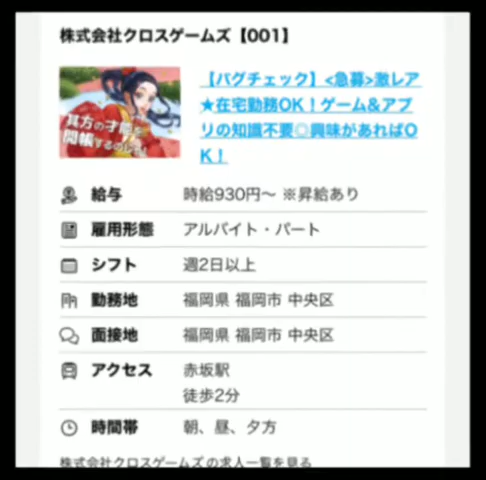 株式会社クロスゲームズ【001】
【バグチェック】<急募>激レア
★在宅勤務OK！ゲーム&アプ
リの知識不要◎興味があればO
K！
其方の才能を
開帳するのじゃ！
給与 時給930円〜 ※昇給あり
雇用形態 アルバイト・パート
シフト 週2日以上
勤務地 福岡県 福岡市 中央区
面接地 福岡県 福岡市 中央区
アクセス 赤坂駅
徒歩2分
時間帯 朝、昼、夕方
株式会社クロスゲームズの求人一覧を見る